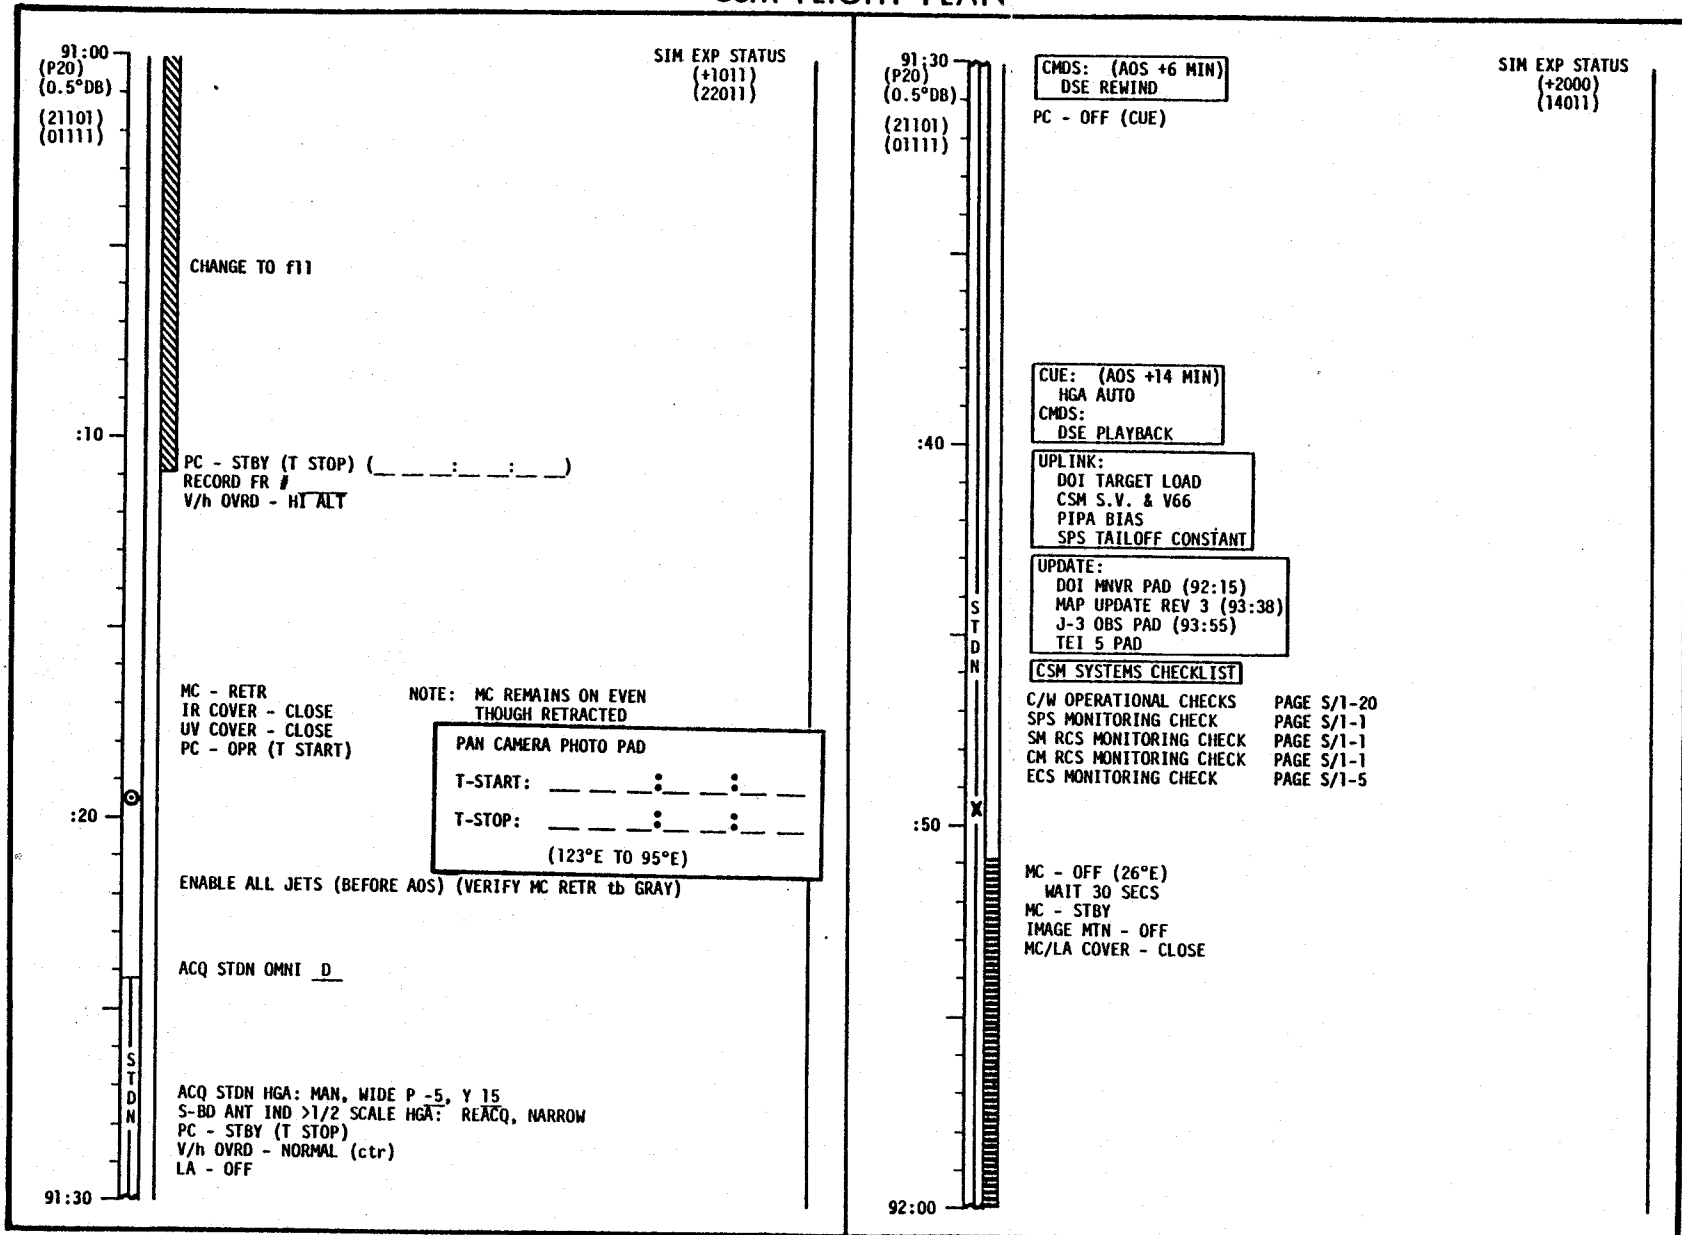 CSM FLIGHT PLAN
91:00
(P20)
(0.5°DB)
(21101)
(01111)
SIM EXP STATUS
(+1011)
(22011)
CHANGE TO f11
:10
PC - STBY (T STOP) (_ _ _:_ _:_ _)
RECORD FR # ___
V/h OVRD - HI ALT
MC - RETR
IR COVER - CLOSE
UV COVER - CLOSE
PC - OPR (T START)
NOTE: MC REMAINS ON EVEN
THOUGH RETRACTED
PAN CAMERA PHOTO PAD
T-START: _ _ _:_ _:_ _
T-STOP: _ _ _:_ _:_ _
(123°E TO 95°E)
:20
ENABLE ALL JETS (BEFORE AOS) (VERIFY MC RETR tb GRAY)
ACQ STDN OMNI D
STDN
ACQ STDN HGA: MAN, WIDE P -5, Y 15
S-BD ANT IND >1/2 SCALE HGA: REACQ, NARROW
PC - STBY (T STOP)
V/h OVRD - NORMAL (ctr)
LA - OFF
91:30
91:30
(P20)
(0.5°DB)
(21101)
(01111)
CMDS: (AOS +6 MIN)
DSE REWIND
SIM EXP STATUS
(+2000)
(14011)
PC - OFF (CUE)
CUE: (AOS +14 MIN)
HGA AUTO
CMDS:
DSE PLAYBACK
:40
UPLINK:
DOI TARGET LOAD
CSM S.V. & V66
PIPA BIAS
SPS TAILOFF CONSTANT
UPDATE:
DOI MNVR PAD (92:15)
MAP UPDATE REV 3 (93:38)
J-3 OBS PAD (93:55)
TEI 5 PAD
STDN
CSM SYSTEMS CHECKLIST
C/W OPERATIONAL CHECKS PAGE S/1-20
SPS MONITORING CHECK PAGE S/1-1
SM RCS MONITORING CHECK PAGE S/1-1
CM RCS MONITORING CHECK PAGE S/1-1
ECS MONITORING CHECK PAGE S/1-5
X
:50
MC - OFF (26°E)
WAIT 30 SECS
MC - STBY
IMAGE MTN - OFF
MC/LA COVER - CLOSE
92:00